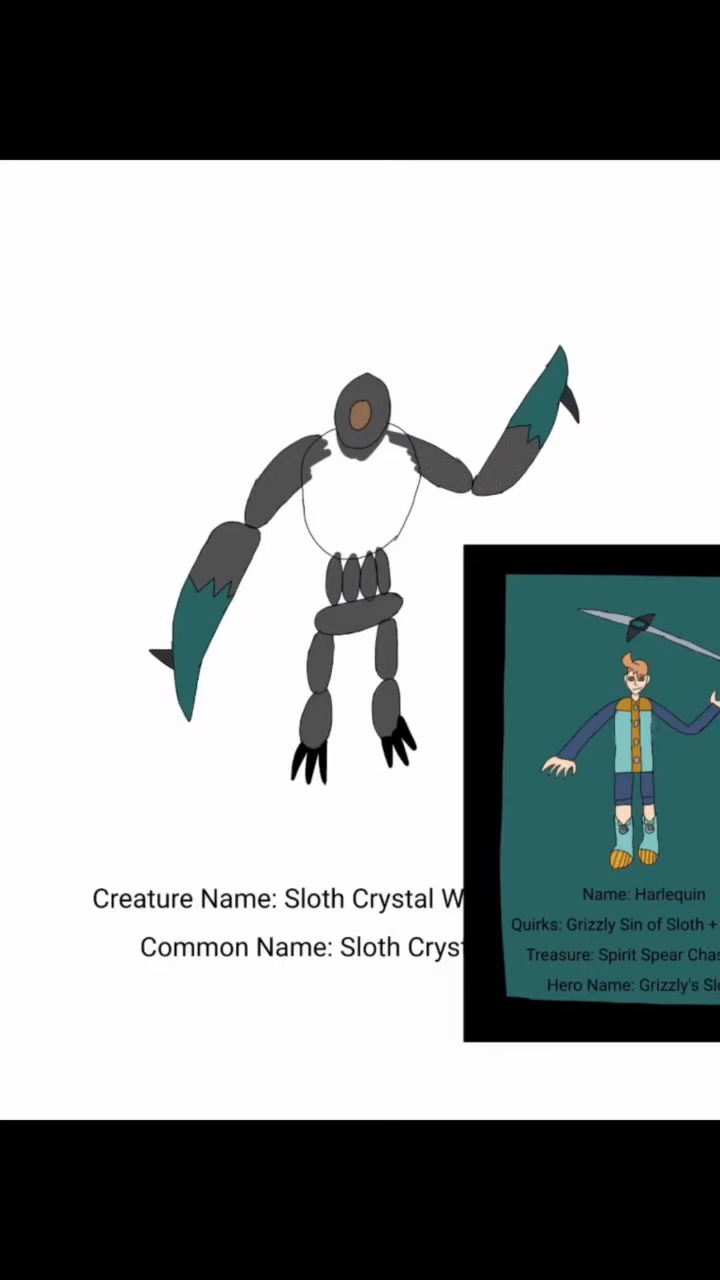 Creature Name: Sloth Crystal W
Common Name: Sloth Cryst
Name: Harlequin
Quirks: Grizzly Sin of Sloth +
Treasure: Spirit Spear Chas
Hero Name: Grizzly's Slo